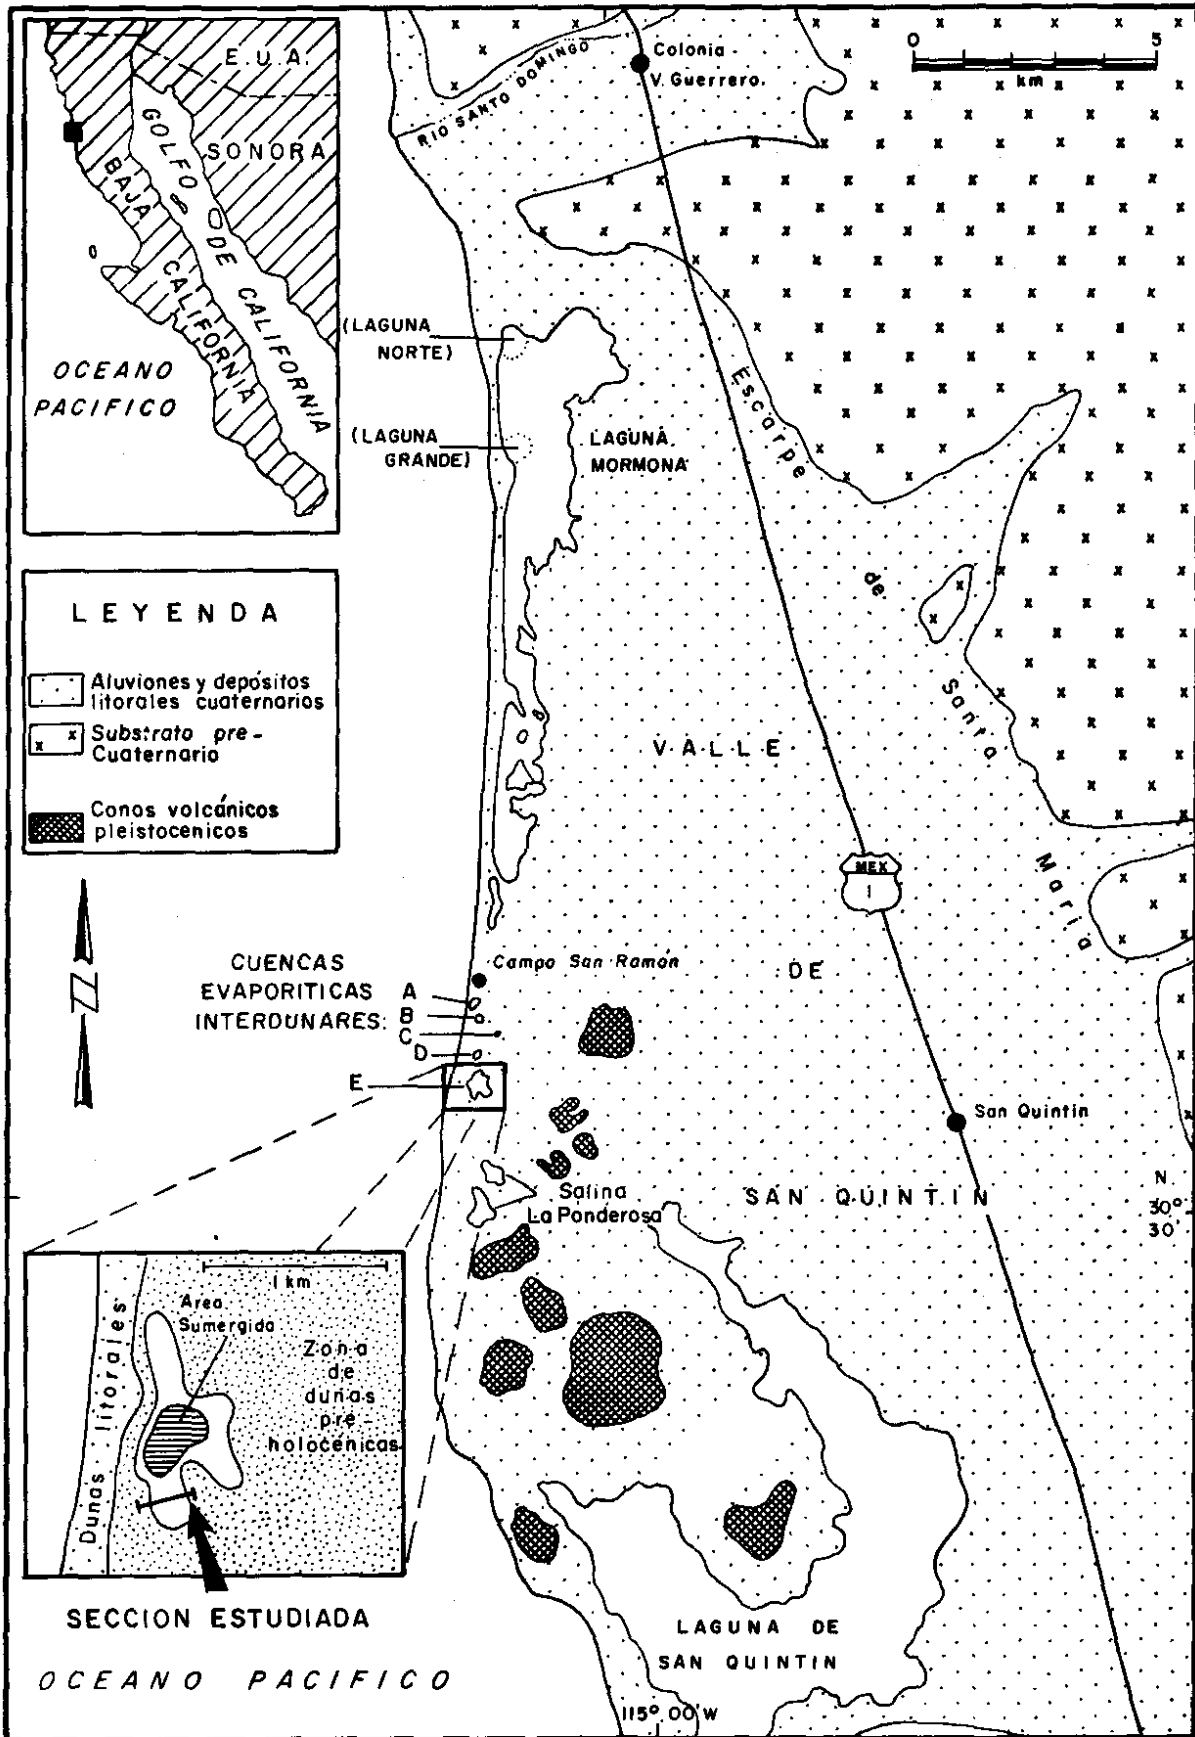 E.U.A.
GOLFO DE CALIFORNIA
SONORA
BAJA
CALIFORNIA
OCEANO
PACIFICO
0 5
km
Colonia
V. Guerrero.
RIO SANTO DOMINGO
(LAGUNA
NORTE)
(LAGUNA
GRANDE)
LAGUNA
MORMONA
Escarpe
de
Santa
María
LEYENDA
Aluviones y depósitos
litorales cuaternarios
Substrato pre-
Cuaternario
Conos volcánicos
pleistocenicos
N
VALLE
DE
SAN QUINTIN
MEX
1
CUENCAS
EVAPORITICAS
INTERDUNARES:
A
B
C
D
E
Campo San Ramón
San Quintin
Salina
La Ponderosa
N.
30°
30'
1 km
Area
Sumergida
Dunas litorales
Zona
de
dunas
pre-
holocénicas
SECCION ESTUDIADA
OCEANO PACIFICO
LAGUNA DE
SAN QUINTIN
115° 00' W